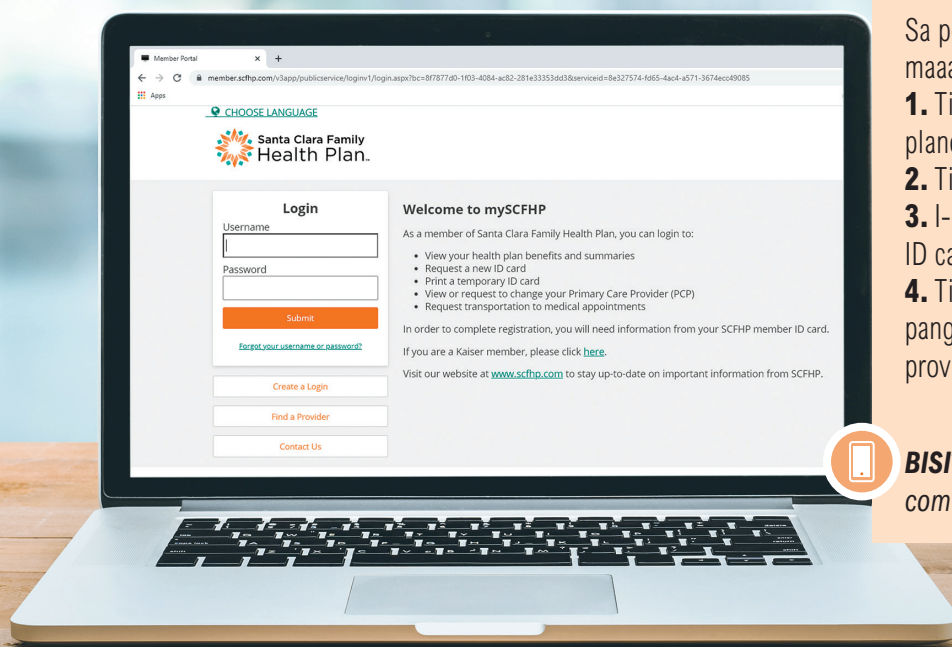 Member Portal
member.scfhp.com/v3app/publicservice/loginv1/login.aspx?bc=8f7877d0-1f03-4084-ac82-281e33353dd3&serviceid=8e327574-fd65-4ac4-a571-3674ecc49085
Apps
CHOOSE LANGUAGE
Santa Clara Family
Health Plan
Login
Username
Password
Submit
Forgot your username or password?
Create a Login
Find a Provider
Contact Us
Welcome to mySCFHP
As a member of Santa Clara Family Health Plan, you can login to:
• View your health plan benefits and summaries
• Request a new ID card
• Print a temporary ID card
• View or request to change your Primary Care Provider (PCP)
• Request transportation to medical appointments
In order to complete registration, you will need information from your SCFHP member ID card.
If you are a Kaiser member, please click here.
Visit our website at www.scfhp.com to stay up-to-date on important information from SCFHP.
Sa p
maaa
1. Ti
plano
2. Ti
3. I-
ID ca
4. Ti
pang
provi
BISI
com